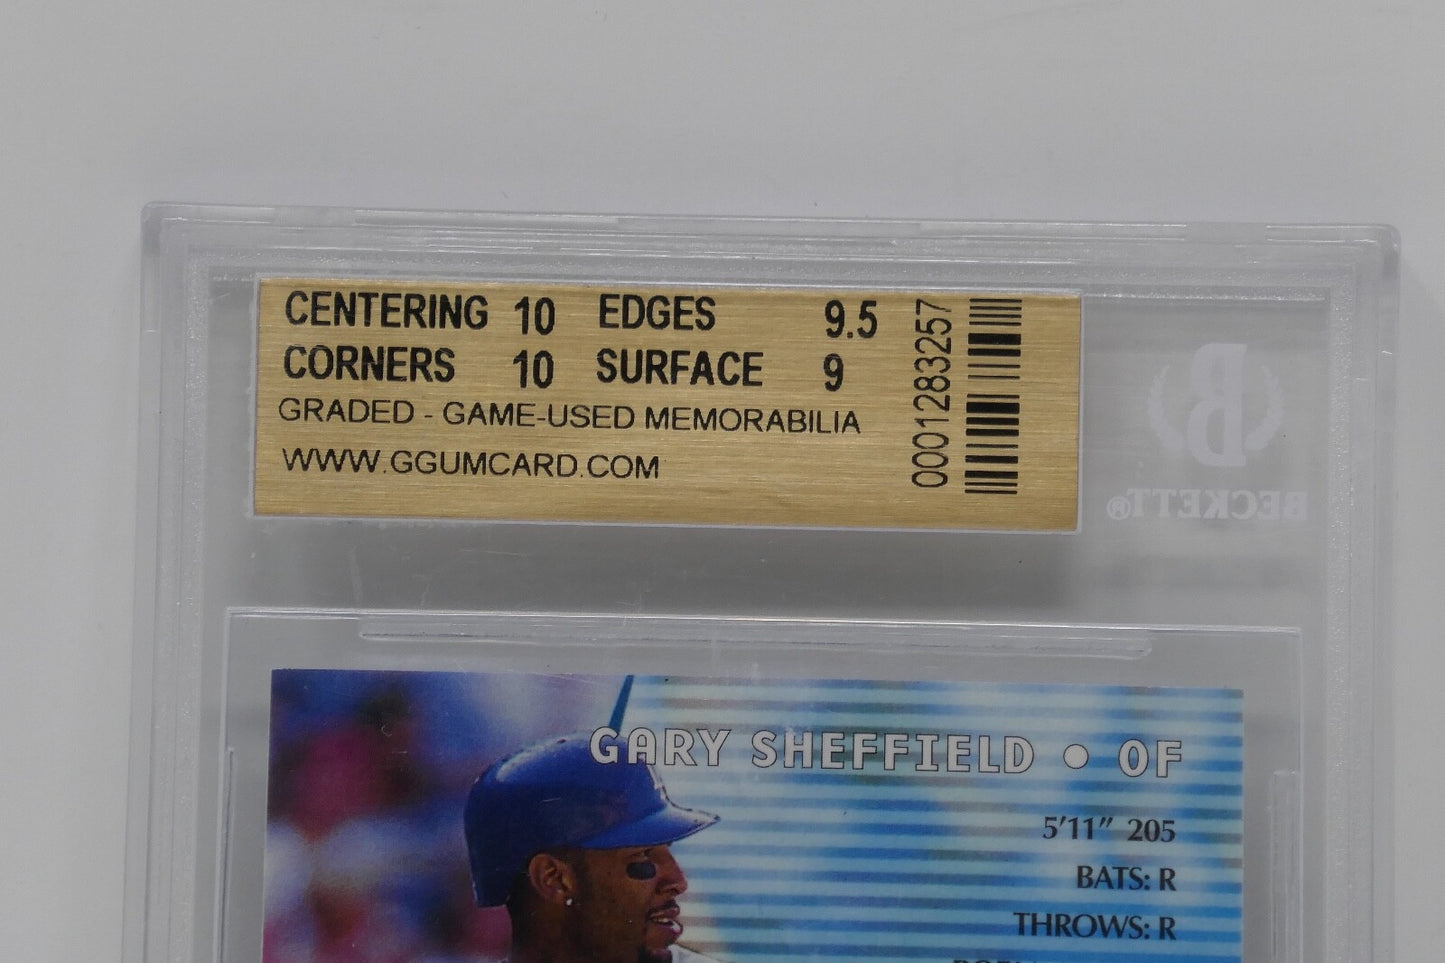 CENTERING 10 EDGES 9.5
CORNERS 10 SURFACE 9
GRADED - GAME-USED MEMORABILIA
WWW.GGUMCARD.COM
0001283257
B
BECKETT®
GARY SHEFFIELD • OF
5'11" 205
BATS: R
THROWS: R